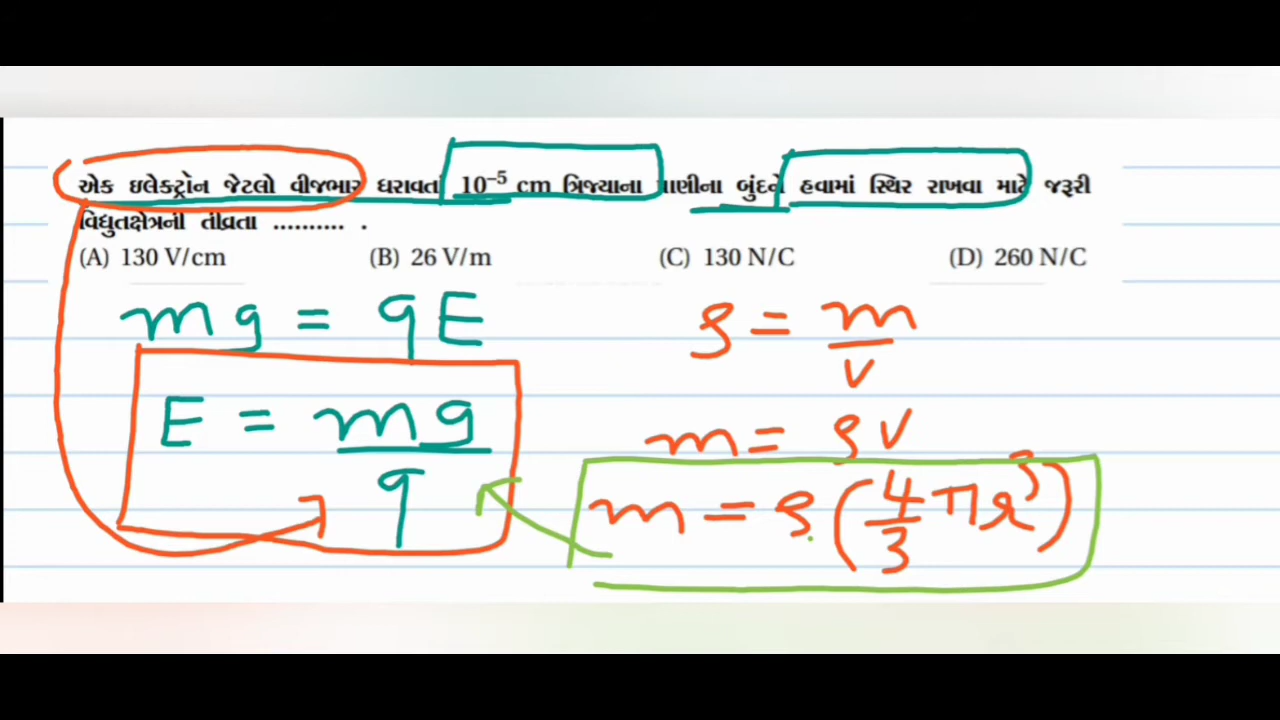 એક ઇલેક્ટ્રોન જેટલો વીજભાર ધરાવતાં 10⁻⁵ cm ત્રિજ્યાના પાણીના બુંદને હવામાં સ્થિર રાખવા માટે જરૂરી
વિદ્યુતક્ષેત્રની તીવ્રતા .......... .
(A) 130 V/cm (B) 26 V/m (C) 130 N/C (D) 260 N/C
mg = qE
ρ = m/v
E = mg/q
m = ρv
m = ρ(4/3 πr³)